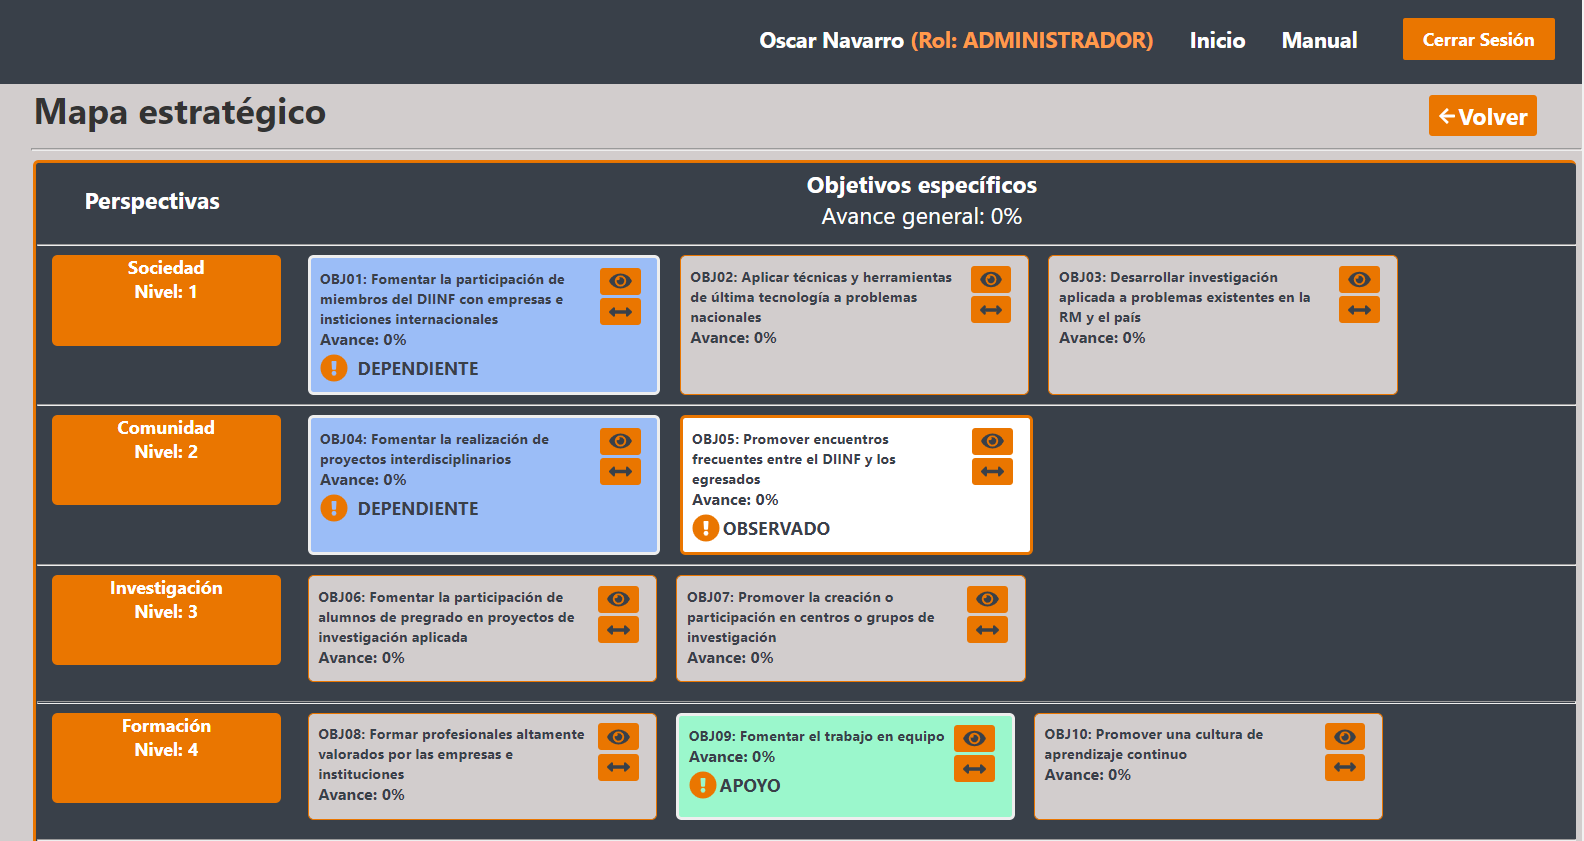 Oscar Navarro (Rol: ADMINISTRADOR) Inicio Manual Cerrar Sesión
Mapa estratégico
Volver
Perspectivas
Objetivos específicos
Avance general: 0%
Sociedad
Nivel: 1
OBJ01: Fomentar la participación de
miembros del DIINF con empresas e
insticiones internacionales
Avance: 0%
DEPENDIENTE
OBJ02: Aplicar técnicas y herramientas
de última tecnología a problemas
nacionales
Avance: 0%
OBJ03: Desarrollar investigación
aplicada a problemas existentes en la
RM y el país
Avance: 0%
Comunidad
Nivel: 2
OBJ04: Fomentar la realización de
proyectos interdisciplinarios
Avance: 0%
DEPENDIENTE
OBJ05: Promover encuentros
frecuentes entre el DIINF y los
egresados
Avance: 0%
OBSERVADO
Investigación
Nivel: 3
OBJ06: Fomentar la participación de
alumnos de pregrado en proyectos de
investigación aplicada
Avance: 0%
OBJ07: Promover la creación o
participación en centros o grupos de
investigación
Avance: 0%
Formación
Nivel: 4
OBJ08: Formar profesionales altamente
valorados por las empresas e
instituciones
Avance: 0%
OBJ09: Fomentar el trabajo en equipo
Avance: 0%
APOYO
OBJ10: Promover una cultura de
aprendizaje continuo
Avance: 0%